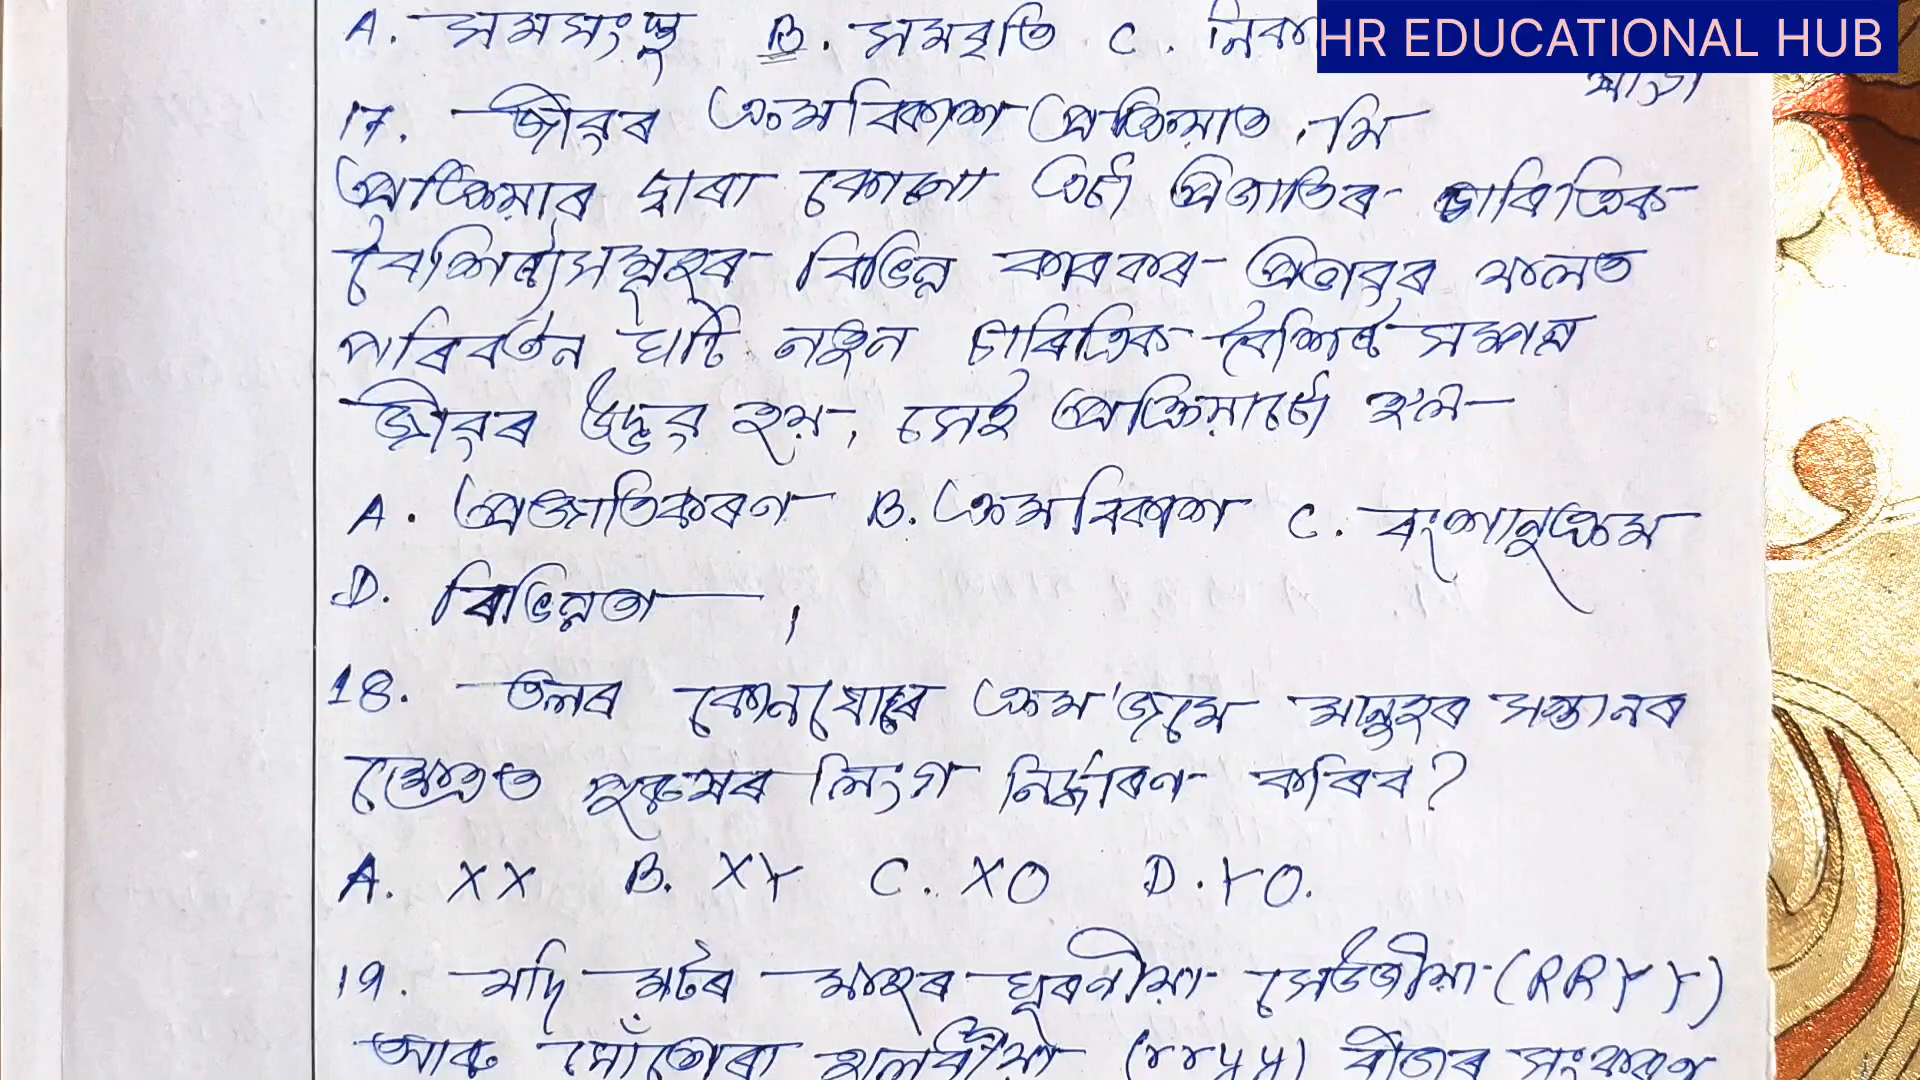 HR EDUCATIONAL HUB
A. সমসংস্থ B. সমবৃত্তি C.
17. জীৱৰ ক্ৰমবিকাশ প্ৰক্ৰিয়াত, যি
প্ৰক্ৰিয়াৰ দ্বাৰা কোনো এটা প্ৰজাতিৰ চাৰিত্ৰিক
বৈশিষ্ট্যসমূহৰ বিভিন্ন কাৰকৰ প্ৰভাৱৰ ফলত
পৰিবৰ্তন ঘটি নতুন চাৰিত্ৰিক বৈশিষ্ট সম্পন্ন
জীৱৰ উদ্ভৱ হয়, সেই প্ৰক্ৰিয়াটো হ'ল—
A. প্ৰজাতিকৰণ B. ক্ৰমবিকাশ C. বংশানুক্ৰম
D. বিভিন্নতা
18. তলৰ কোনযোৰ ক্ৰম'জমে মানুহৰ সন্তানৰ
ক্ষেত্ৰত পুৰুষৰ লিংগ নিৰ্দ্ধাৰণ কৰিব?
A. XX B. XY C. XO D. YO.
19. যদি মটৰ মাহৰ ঘূৰণীয়া সেউজীয়া (RRYY)
আৰু সোঁতোৰা হালধীয়া (rryy) বীজৰ সংকৰণ